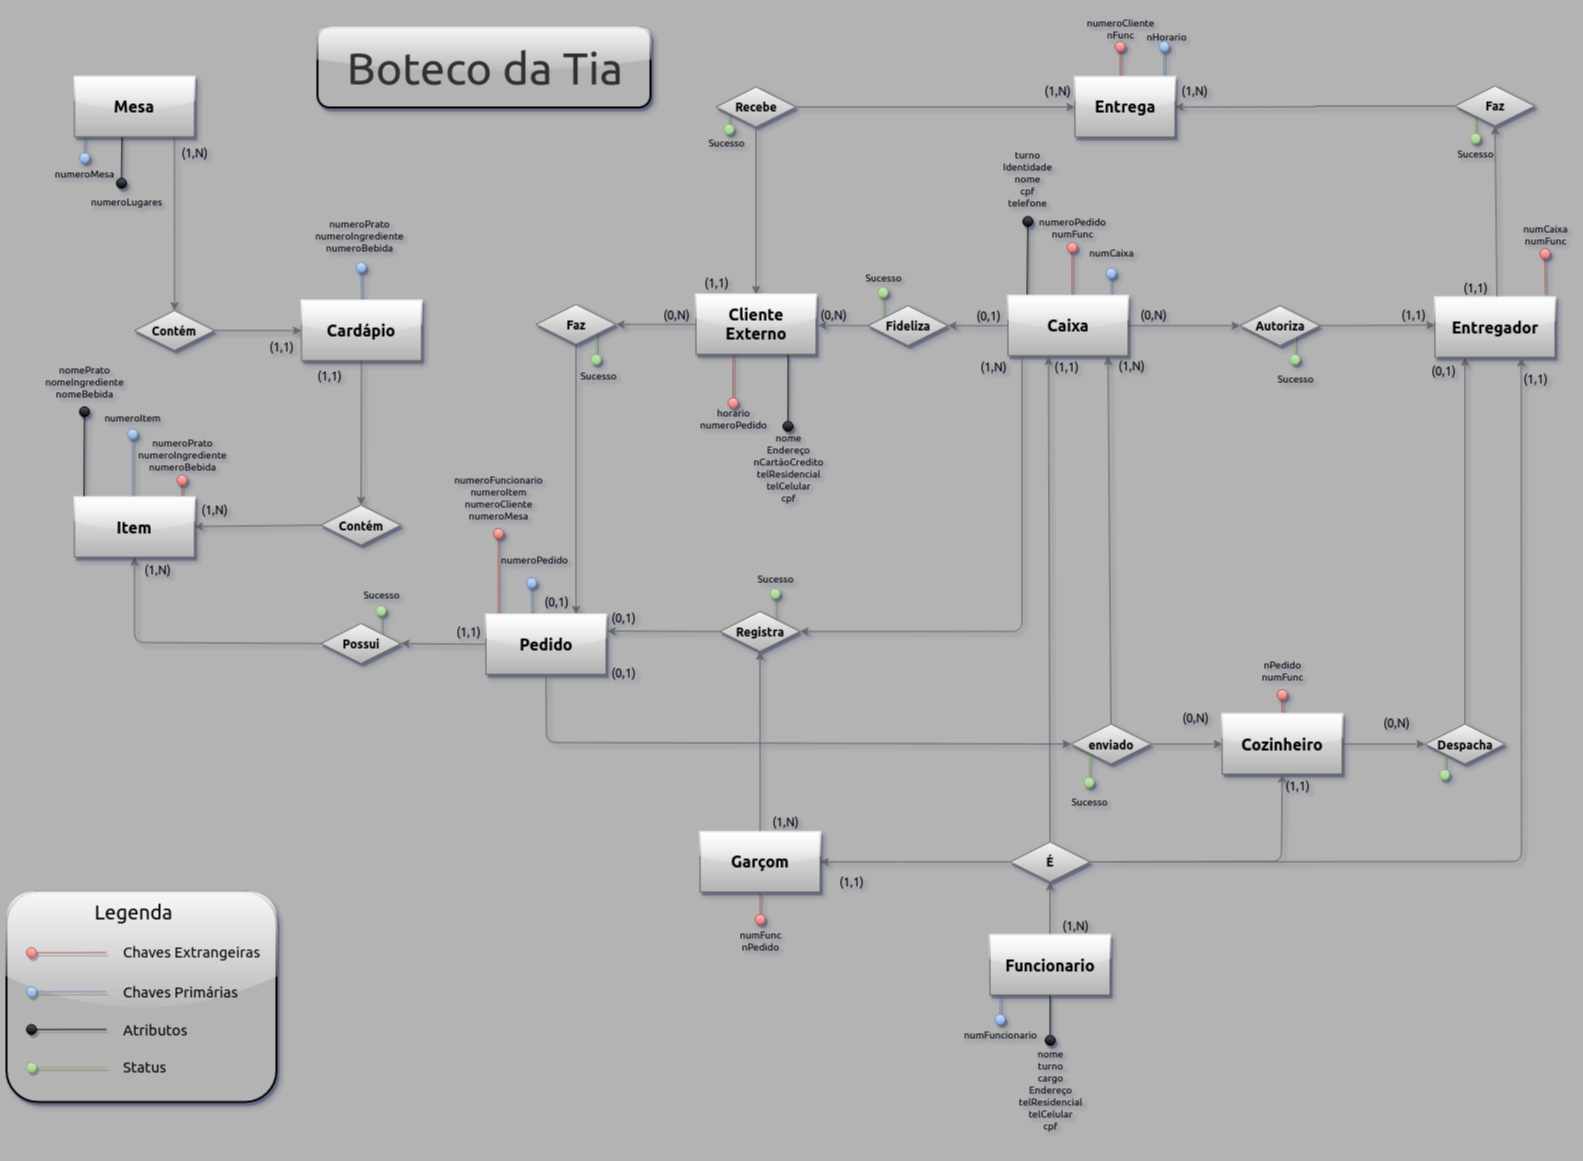 Boteco da Tia
numeroCliente
nFunc
nHorario
Mesa
(1,N)
numeroMesa
numeroLugares
Recebe
Sucesso
(1,N)
Entrega
(1,N)
Faz
Sucesso
turno
Identidade
nome
cpf
telefone
numeroPedido
numFunc
numCaixa
numCaixa
numFunc
numeroPrato
numeroIngrediente
numeroBebida
Contém
(1,1)
Cardápio
(1,1)
Faz
Sucesso
(0,N)
(1,1)
Cliente
Externo
(0,N)
horário
numeroPedido
nome
Endereço
nCartãoCredito
telResidencial
telCelular
cpf
Sucesso
Fideliza
(0,1)
Caixa
(0,N)
(1,N)
(1,1)
(1,N)
Autoriza
Sucesso
(1,1)
(1,1)
Entregador
(0,1)
(1,1)
nomePrato
nomeIngrediente
nomeBebida
numeroItem
numeroPrato
numeroIngrediente
numeroBebida
Item
(1,N)
(1,N)
Contém
Sucesso
Possui
(1,1)
numeroFuncionario
numeroItem
numeroCliente
numeroMesa
numeroPedido
(0,1)
Pedido
(0,1)
(0,1)
Sucesso
Registra
enviado
Sucesso
(0,N)
nPedido
numFunc
Cozinheiro
(1,1)
(0,N)
Despacha
(1,N)
Garçom
(1,1)
numFunc
nPedido
É
(1,N)
Funcionario
numFuncionario
nome
turno
cargo
Endereço
telResidencial
telCelular
cpf
Legenda
Chaves Extrangeiras
Chaves Primárias
Atributos
Status